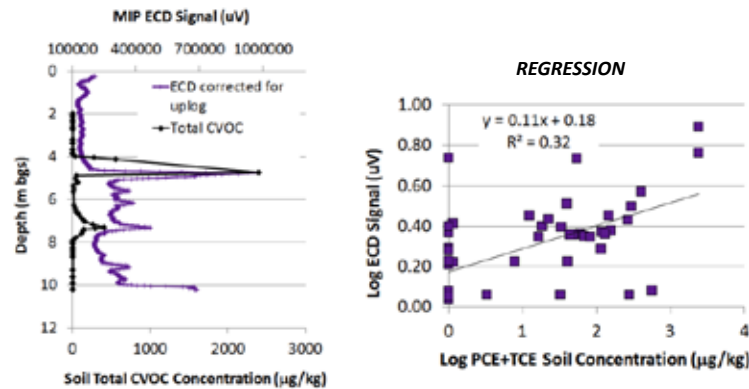 MIP ECD Signal (uV)
100000 400000 700000 1000000
0
2
4
6
8
10
12
Depth (m bgs)
ECD corrected for
uplog
Total CVOC
0 1000 2000 3000
Soil Total CVOC Concentration (µg/kg)
REGRESSION
y = 0.11x + 0.18
R² = 0.32
1.00
0.80
0.60
0.40
0.20
0.00
Log ECD Signal (uV)
0 1 2 3 4
Log PCE+TCE Soil Concentration (µg/kg)